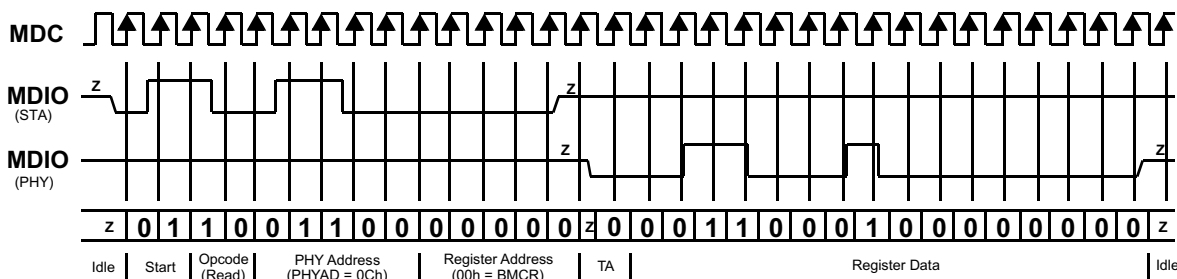 MDC
z z
MDIO
(STA)
MDIO z z
(PHY)
z 0 1 1 0 0 1 1 0 0 0 0 0 0 0 z 0 0 0 1 1 0 0 0 1 0 0 0 0 0 0 0 0 z
Idle Start Opcode (Read) PHY Address (PHYAD = 0Ch) Register Address (00h = BMCR) TA Register Data Idle